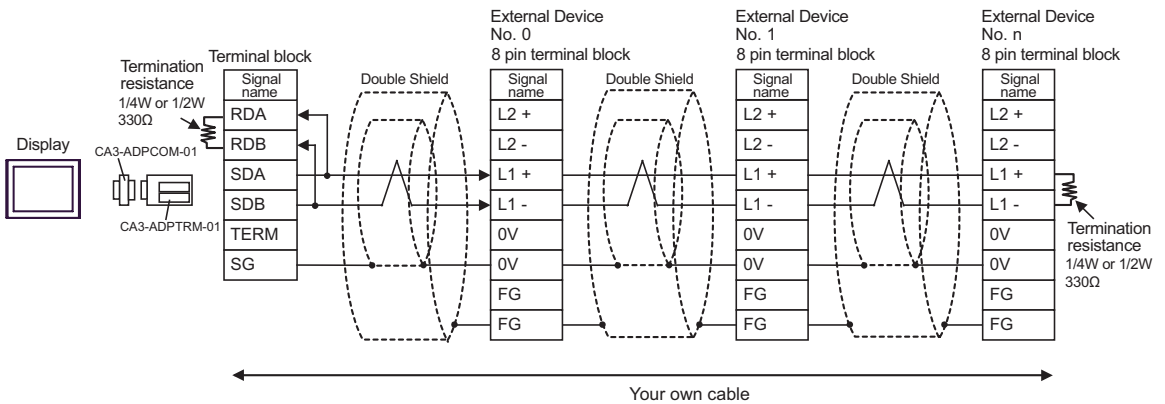 Display
CA3-ADPCOM-01
CA3-ADPTRM-01
Termination
resistance
1/4W or 1/2W
330Ω
Terminal block
Signal
name
RDA
RDB
SDA
SDB
TERM
SG
Double Shield
External Device
No. 0
8 pin terminal block
Signal
name
L2 +
L2 -
L1 +
L1 -
0V
0V
FG
FG
Double Shield
External Device
No. 1
8 pin terminal block
Signal
name
L2 +
L2 -
L1 +
L1 -
0V
0V
FG
FG
Double Shield
External Device
No. n
8 pin terminal block
Signal
name
L2 +
L2 -
L1 +
L1 -
0V
0V
FG
FG
Termination
resistance
1/4W or 1/2W
330Ω
Your own cable